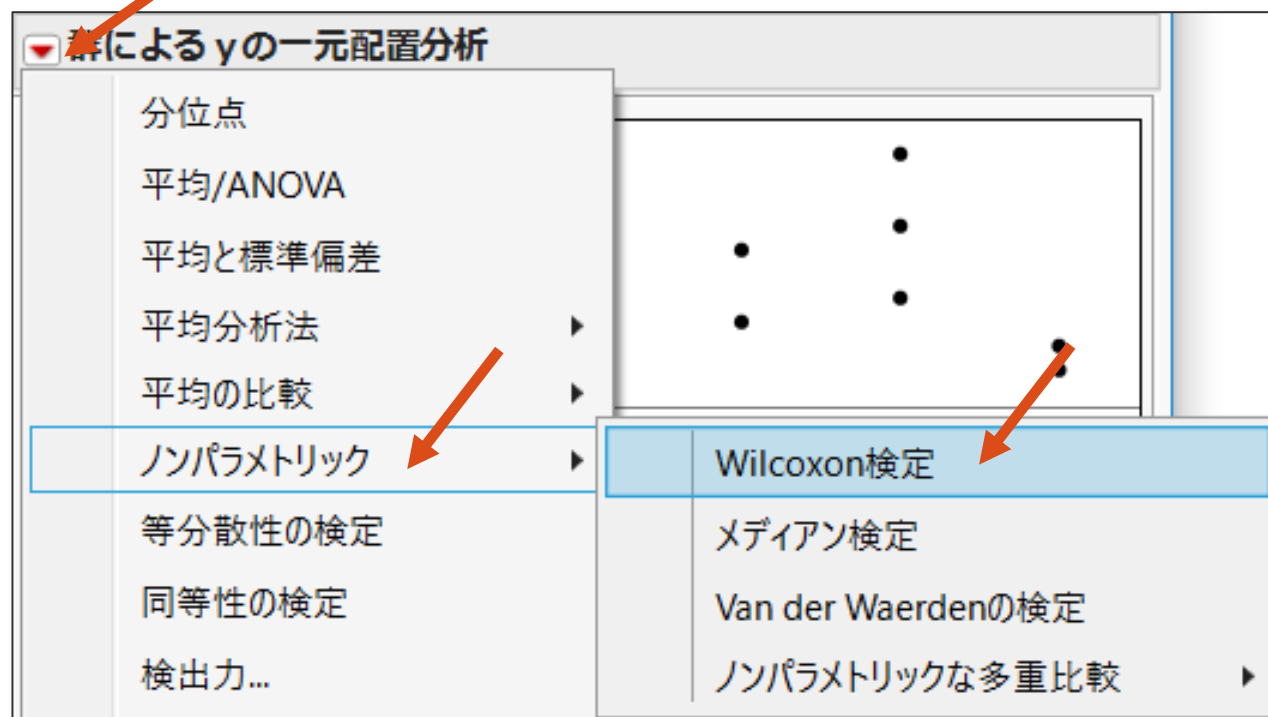 群による y の一元配置分析
分位点
平均/ANOVA
平均と標準偏差
平均分析法
平均の比較
ノンパラメトリック
等分散性の検定
同等性の検定
検出力...
Wilcoxon検定
メディアン検定
Van der Waerdenの検定
ノンパラメトリックな多重比較